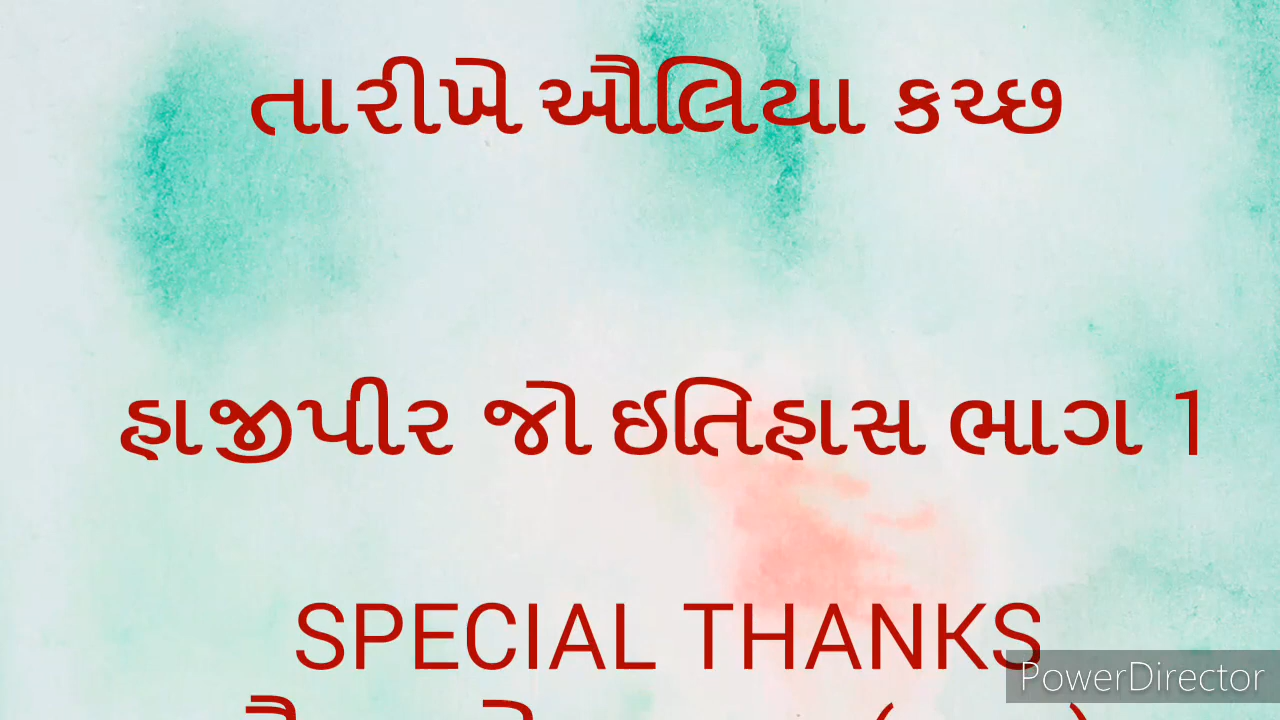 તારીખે ઔલિયા કચ્છ
હાજીપીર જો ઇતિહાસ ભાગ 1
SPECIAL THANKS
PowerDirector